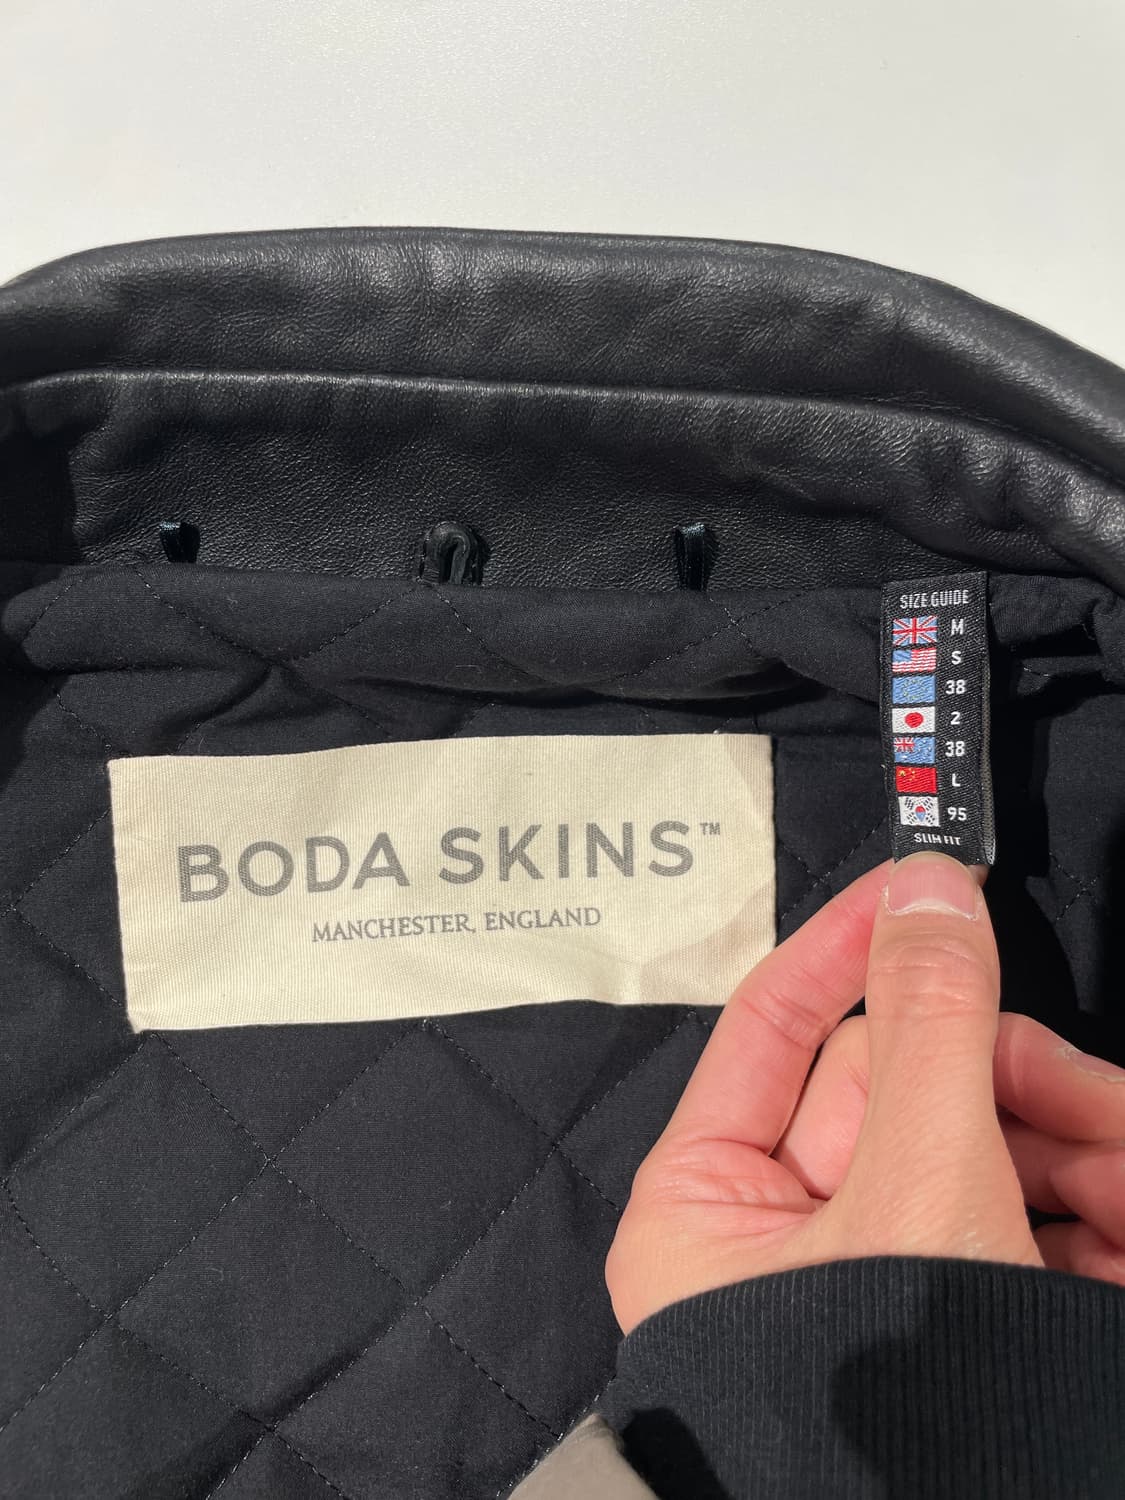 SIZE GUIDE
M
S
38
2
38
L
95
SLIM FIT
BODA SKINS™
MANCHESTER, ENGLAND